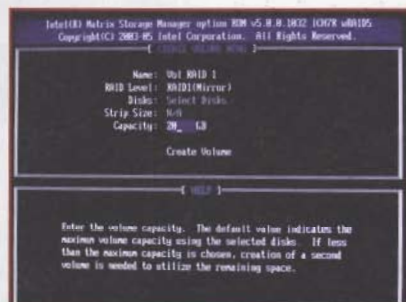 Intel(R) Matrix Storage Manager option ROM v5.0.0.1032 ICH7R wRAID5
Copyright(C) 2003-05 Intel Corporation. All Rights Reserved.
[ CREATE VOLUME MENU ]
Name: Vol RAID 1
RAID Level: RAID1(Mirror)
Disks: Select Disks
Strip Size: N/A
Capacity: 20_ GB
Create Volume
[ HELP ]
Enter the volume capacity. The default value indicates the
maximum volume capacity using the selected disks. If less
than the maximum capacity is chosen, creation of a second
volume is needed to utilize the remaining space.